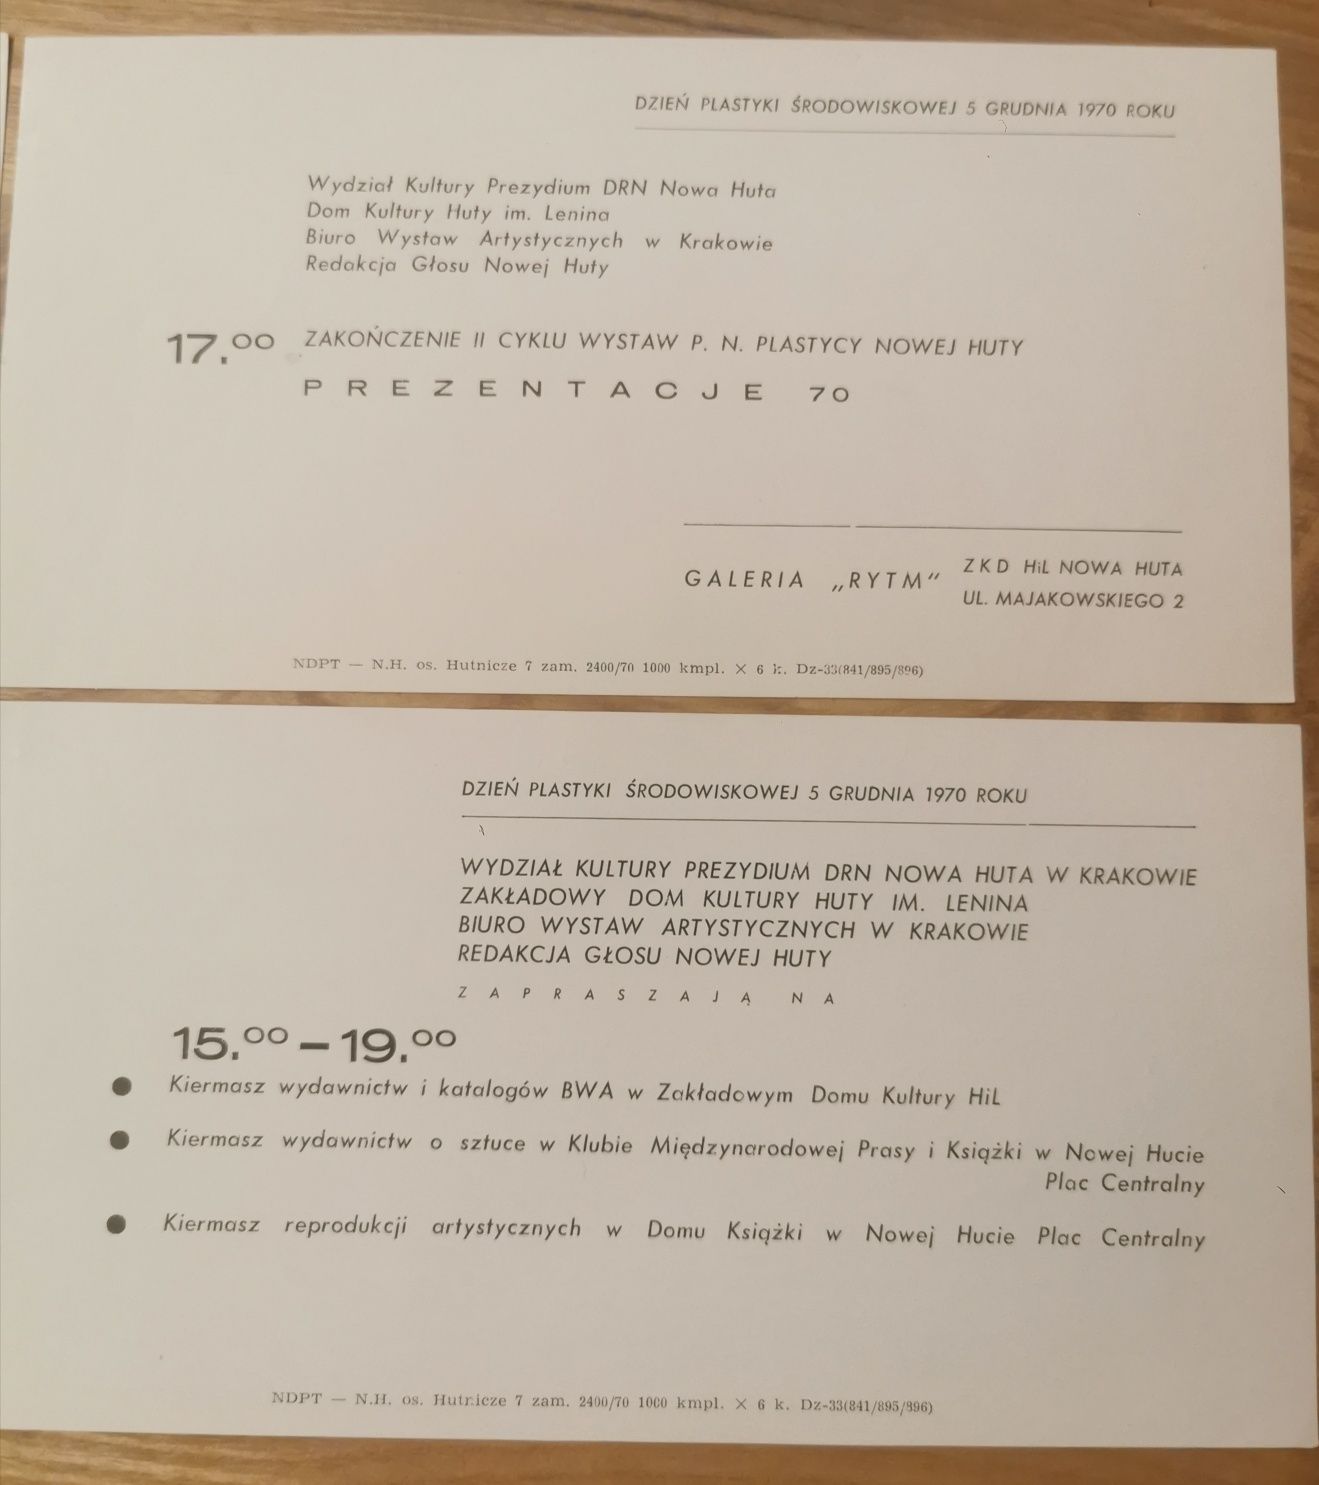 DZIEŃ PLASTYKI ŚRODOWISKOWEJ 5 GRUDNIA 1970 ROKU
Wydział Kultury Prezydium DRN Nowa Huta
Dom Kultury Huty im. Lenina
Biuro Wystaw Artystycznych w Krakowie
Redakcja Głosu Nowej Huty
17.00 ZAKOŃCZENIE II CYKLU WYSTAW P. N. PLASTYCY NOWEJ HUTY
PREZENTACJE 70
GALERIA „RYTM“ ZKD HiL NOWA HUTA
UL. MAJAKOWSKIEGO 2
NDPT — N.H. os. Hutnicze 7 zam. 2400/70 1000 kmpl. X 6 k. Dz-33(841/895/896)
DZIEŃ PLASTYKI ŚRODOWISKOWEJ 5 GRUDNIA 1970 ROKU
WYDZIAŁ KULTURY PREZYDIUM DRN NOWA HUTA W KRAKOWIE
ZAKŁADOWY DOM KULTURY HUTY IM. LENINA
BIURO WYSTAW ARTYSTYCZNYCH W KRAKOWIE
REDAKCJA GŁOSU NOWEJ HUTY
ZAPRASZAJĄ NA
15.00 – 19.00
● Kiermasz wydawnictw i katalogów BWA w Zakładowym Domu Kultury HiL
● Kiermasz wydawnictw o sztuce w Klubie Międzynarodowej Prasy i Książki w Nowej Hucie
Plac Centralny
● Kiermasz reprodukcji artystycznych w Domu Książki w Nowej Hucie Plac Centralny
NDPT — N.H. os. Hutnicze 7 zam. 2400/70 1000 kmpl. X 6 k. Dz-33(841/895/896)